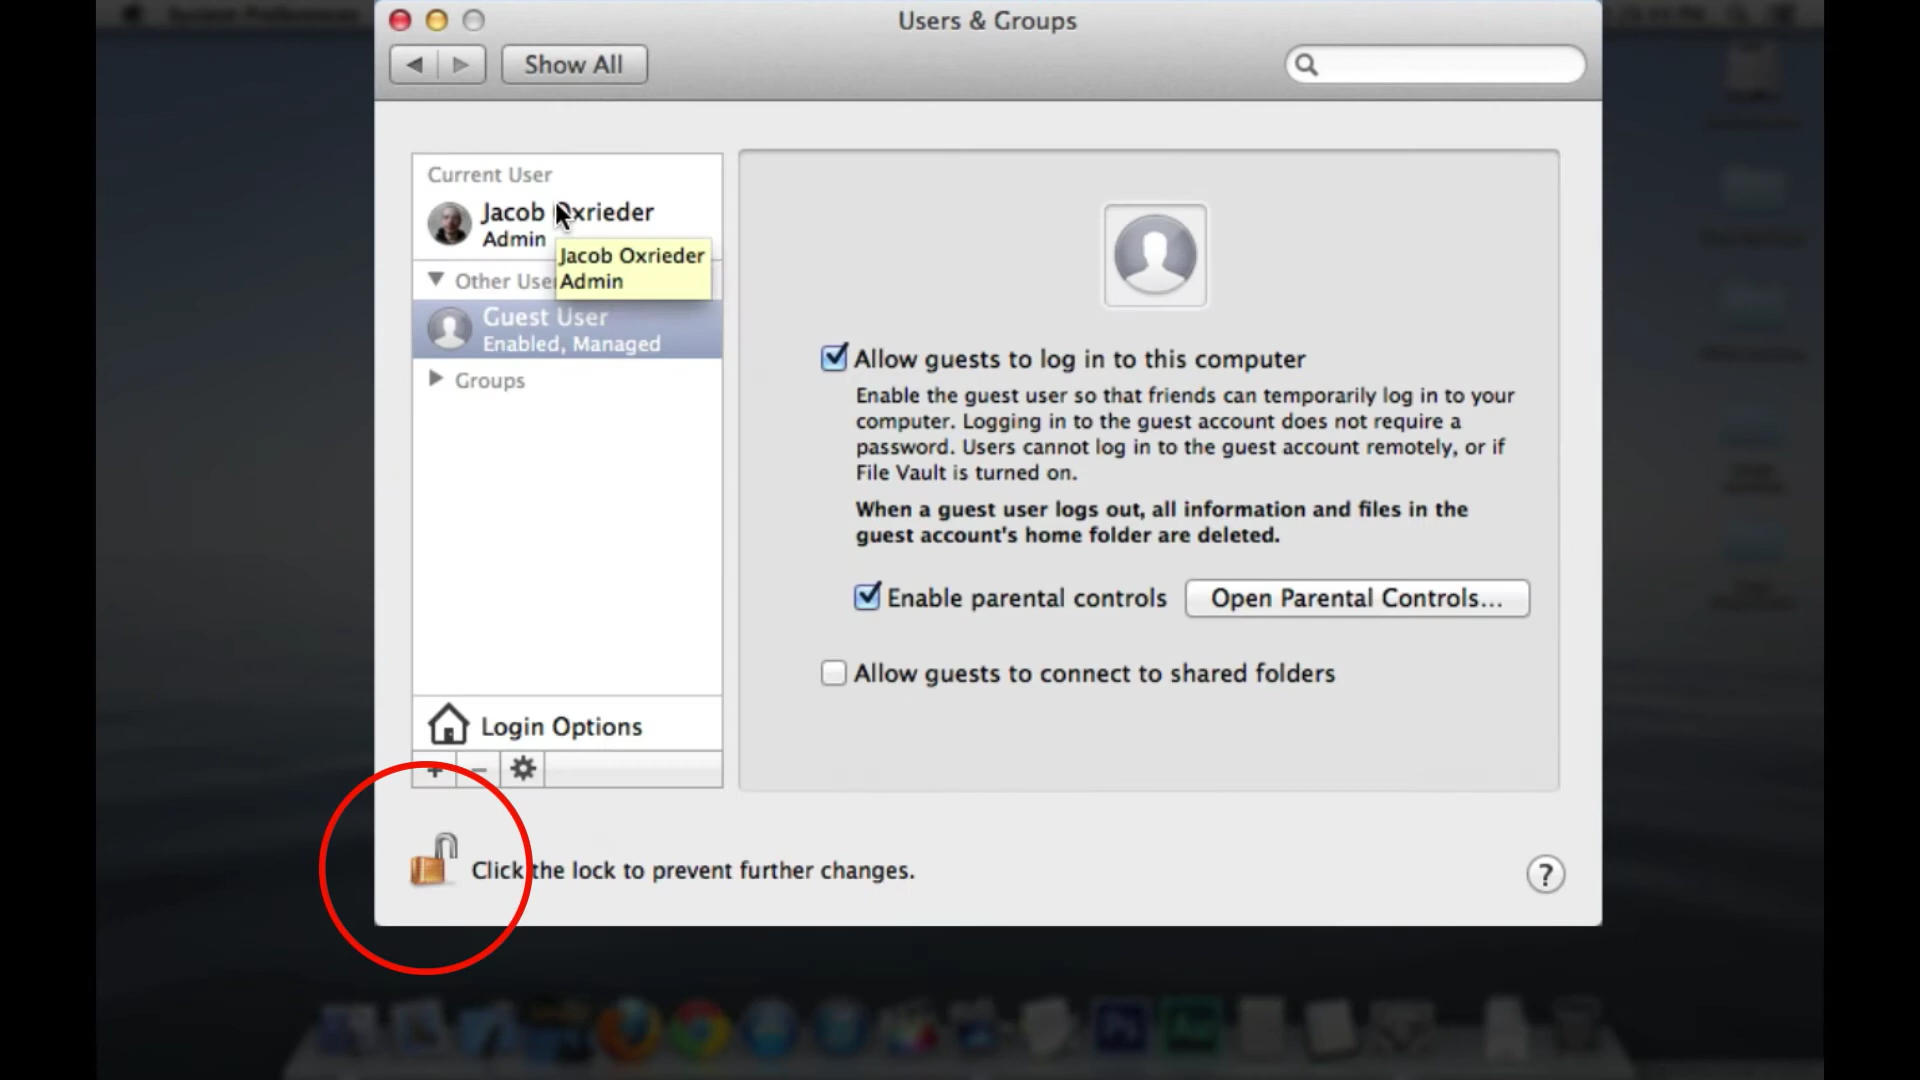 System Preferences
Users & Groups
Show All
Current User
Jacob Oxrieder
Admin
Jacob Oxrieder
Admin
Other Use
Guest User
Enabled, Managed
Groups
Login Options
Allow guests to log in to this computer
Enable the guest user so that friends can temporarily log in to your
computer. Logging in to the guest account does not require a
password. Users cannot log in to the guest account remotely, or if
File Vault is turned on.
When a guest user logs out, all information and files in the
guest account's home folder are deleted.
Enable parental controls
Open Parental Controls...
Allow guests to connect to shared folders
Click the lock to prevent further changes.
?